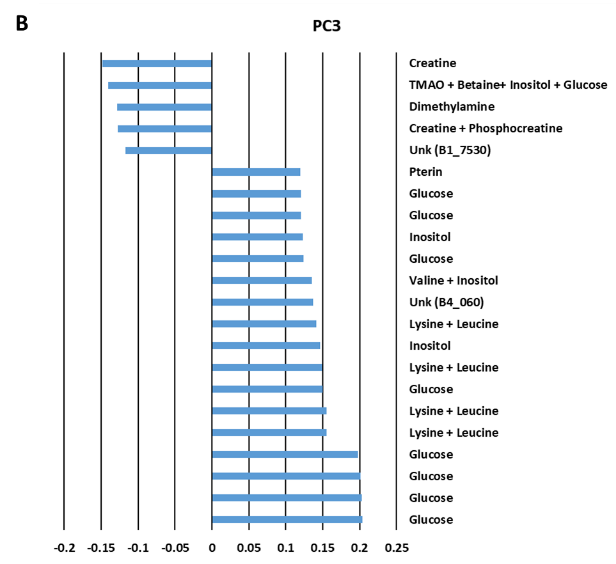 B
PC3
Creatine
TMAO + Betaine+ Inositol + Glucose
Dimethylamine
Creatine + Phosphocreatine
Unk (B1_7530)
Pterin
Glucose
Glucose
Inositol
Glucose
Valine + Inositol
Unk (B4_060)
Lysine + Leucine
Inositol
Lysine + Leucine
Glucose
Lysine + Leucine
Lysine + Leucine
Glucose
Glucose
Glucose
Glucose
-0.2 -0.15 -0.1 -0.05 0 0.05 0.1 0.15 0.2 0.25